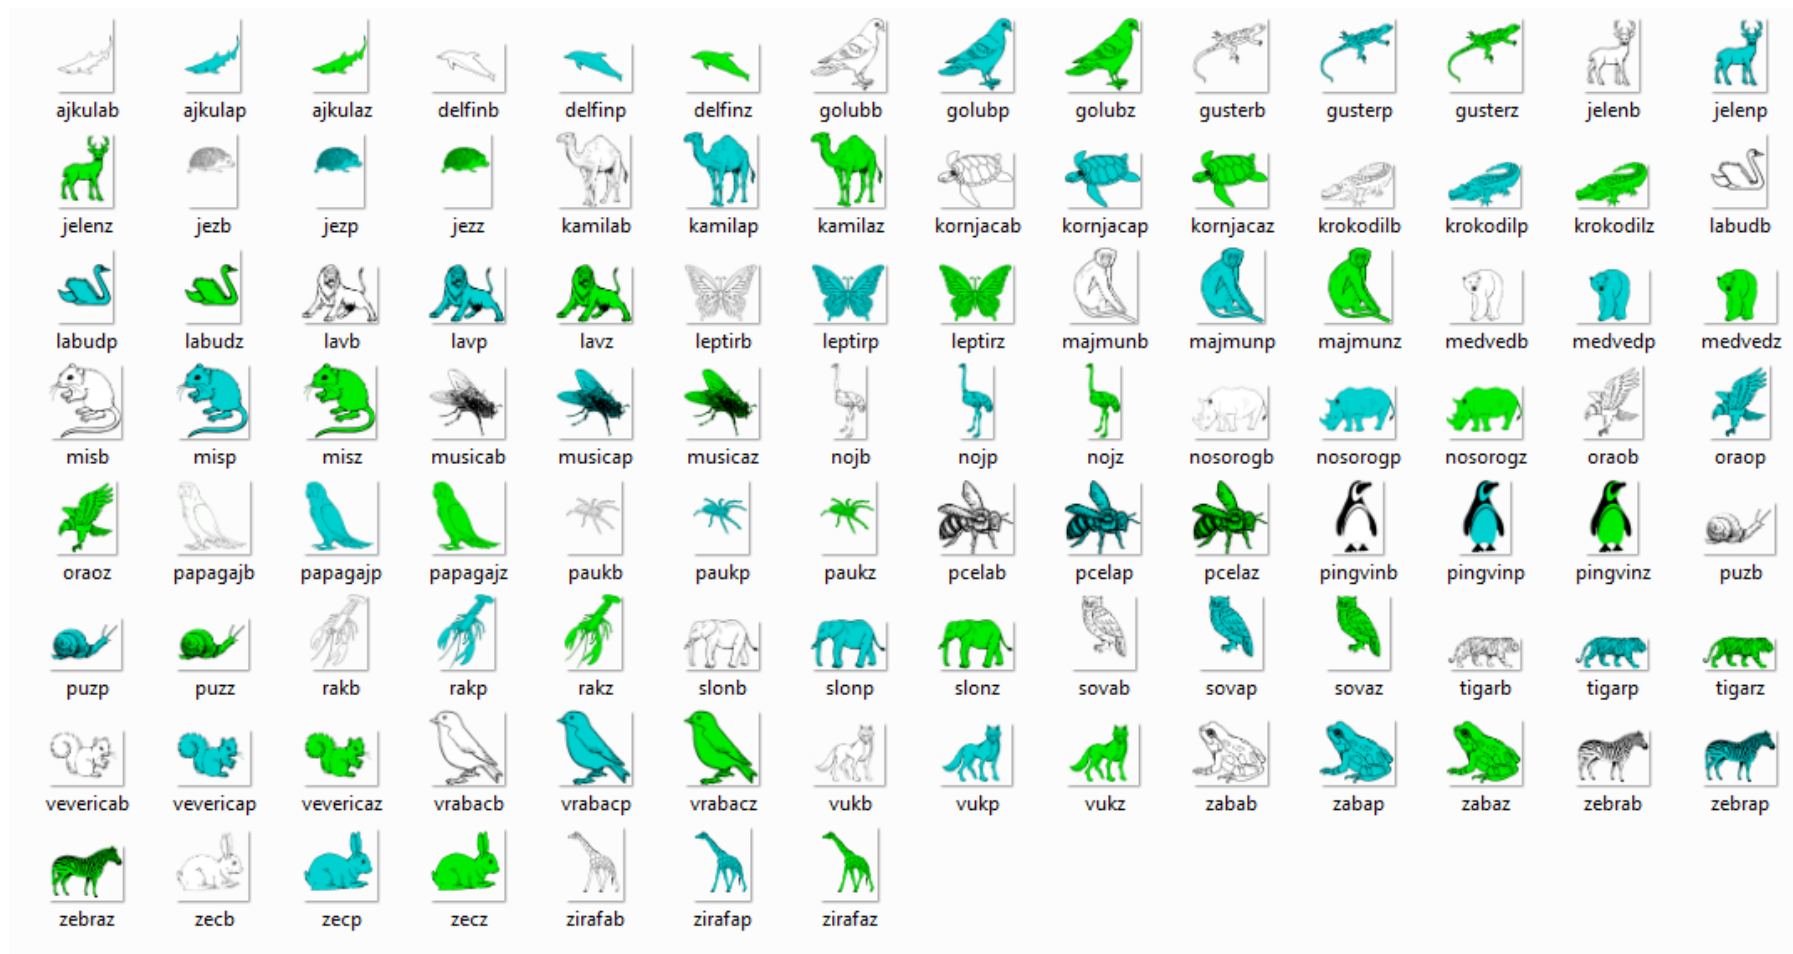 ajkulab ajkulap ajkulaz delfinb delfinp delfinz golubb golubp golubz gusterb gusterp gusterz jelenb jelenp
jelenz jezb jezp jezz kamilab kamilap kamilaz kornjacab kornjacap kornjacaz krokodilb krokodilp krokodilz labudb
labudp labudz lavb lavp lavz leptirb leptirp leptirz majmunb majmunp majmunz medvedb medvedp medvedz
misb misp misz musicab musicap musicaz nojb nojp nojz nosorogb nosorogp nosorogz oraob oraop
oraoz papagajb papagajp papagajz paukb paukp paukz pcelab pcelap pcelaz pingvinb pingvinp pingvinz puzb
puzp puzz rakb rakp rakz slonb slonp slonz sovab sovap sovaz tigarb tigarp tigarz
vevericab vevericap vevericaz vrabacb vrabacp vrabacz vukb vukp vukz zabab zabap zabaz zebrab zebrap
zebraz zecb zecp zecz zirafab zirafap zirafaz